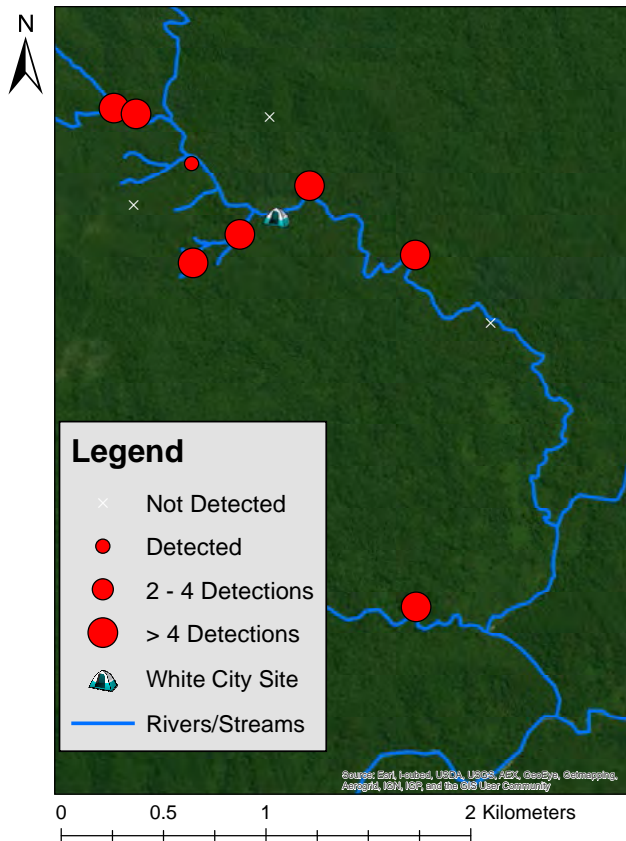 N
Legend
Not Detected
Detected
2 - 4 Detections
> 4 Detections
White City Site
Rivers/Streams
Source: Esri, i-cubed, USDA, USGS, AEX, GeoEye, Getmapping,
Aerogrid, IGN, IGP, and the GIS User Community
0 0.5 1 2 Kilometers